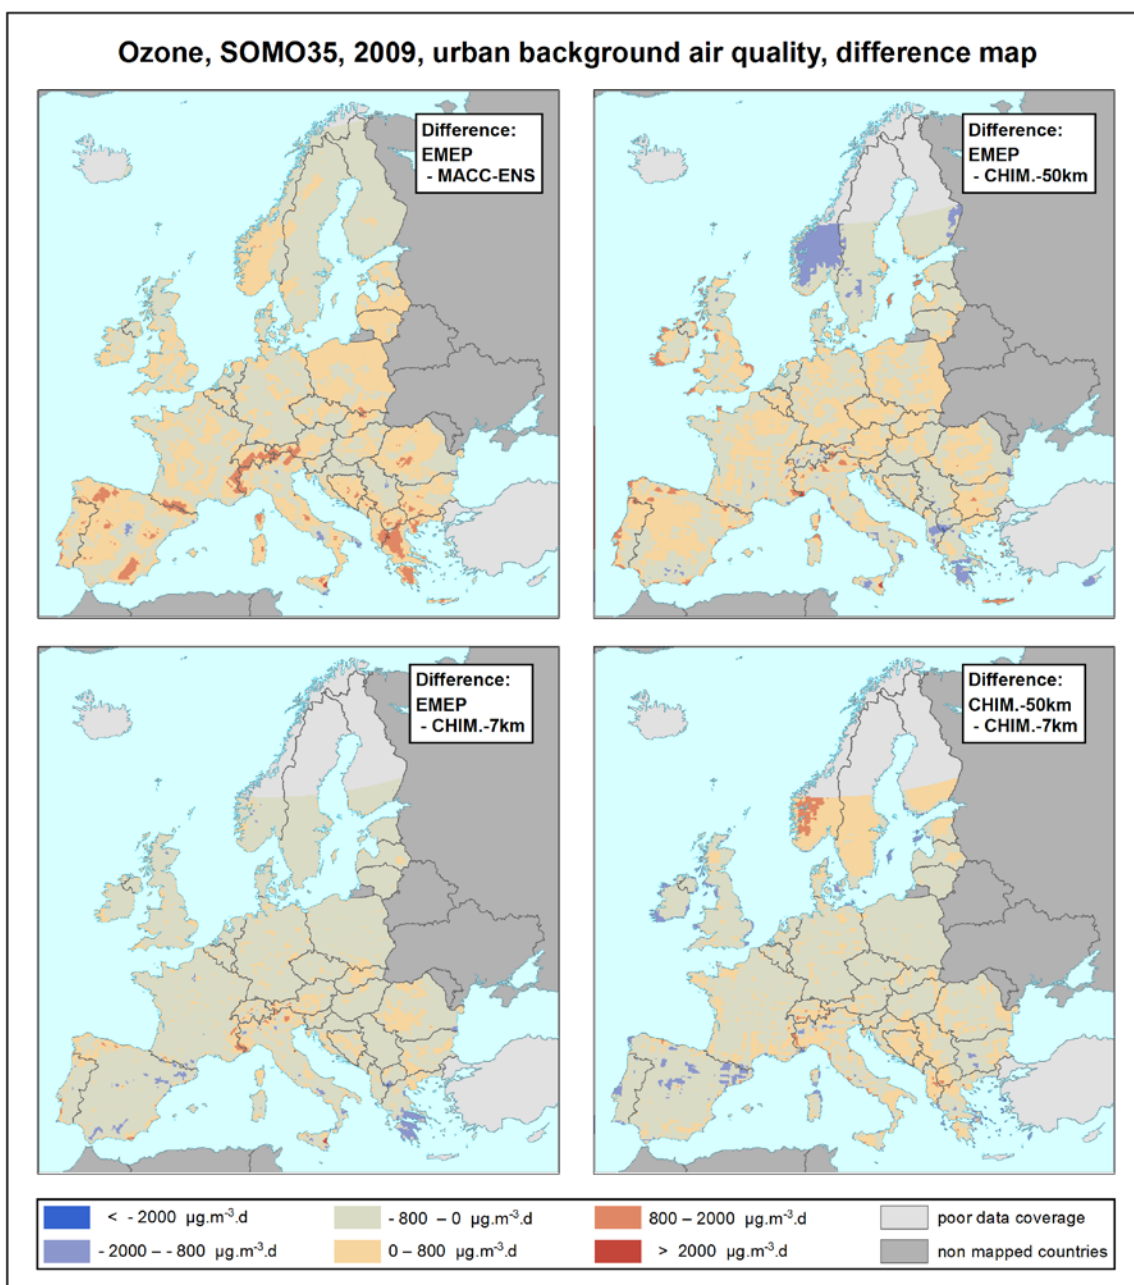 Ozone, SOMO35, 2009, urban background air quality, difference map
Difference:
EMEP
- MACC-ENS
Difference:
EMEP
- CHIM.-50km
Difference:
EMEP
- CHIM.-7km
Difference:
CHIM.-50km
- CHIM.-7km
< - 2000 µg.m⁻³.d
- 800 – 0 µg.m⁻³.d
800 – 2000 µg.m⁻³.d
poor data coverage
- 2000 – - 800 µg.m⁻³.d
0 – 800 µg.m⁻³.d
> 2000 µg.m⁻³.d
non mapped countries